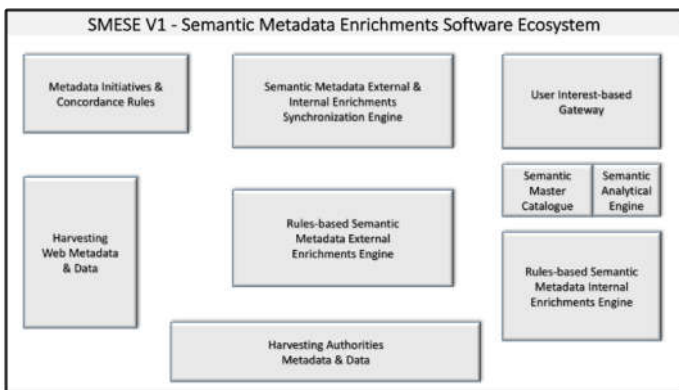 SMESE V1 - Semantic Metadata Enrichments Software Ecosystem
Metadata Initiatives &
Concordance Rules
Semantic Metadata External &
Internal Enrichments
Synchronization Engine
User Interest-based
Gateway
Semantic
Master
Catalogue
Semantic
Analytical
Engine
Harvesting
Web Metadata
& Data
Rules-based Semantic
Metadata External
Enrichments Engine
Rules-based Semantic
Metadata Internal
Enrichments Engine
Harvesting Authorities
Metadata & Data